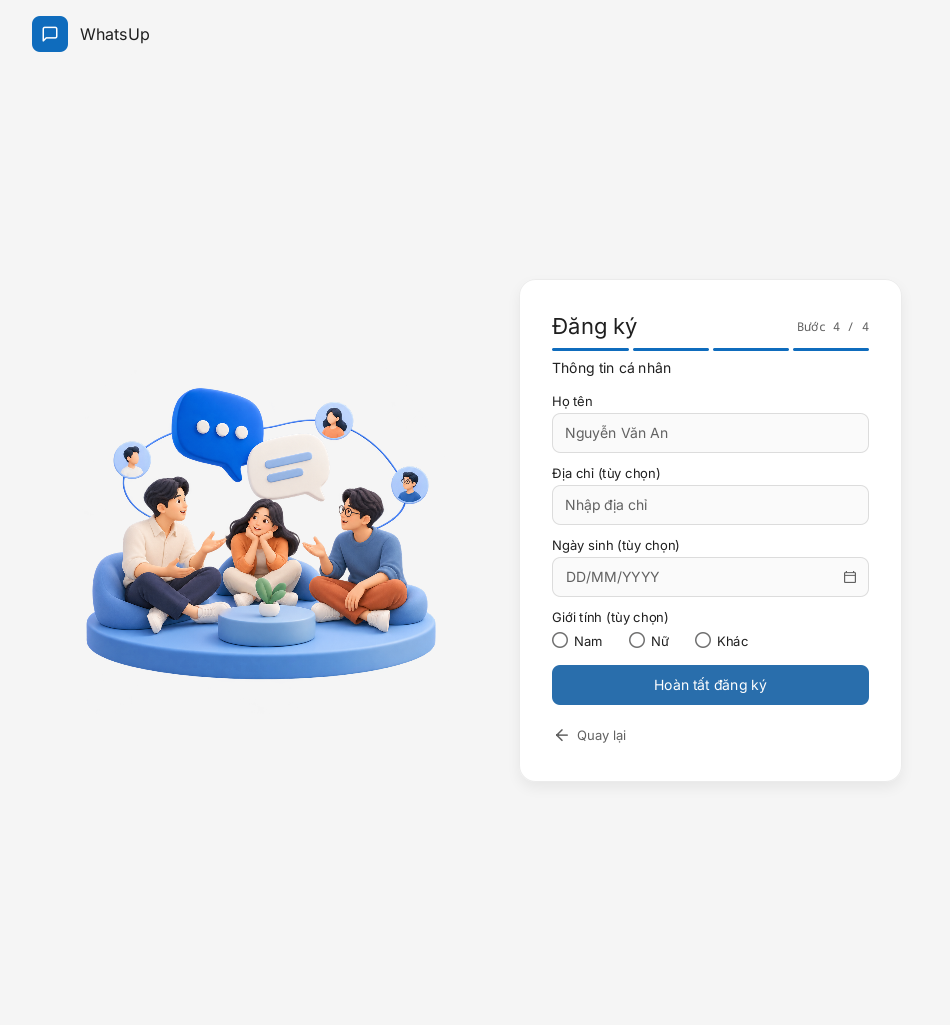 WhatsUp
Đăng ký
Bước 4 / 4
Thông tin cá nhân
Họ tên
Nguyễn Văn An
Địa chỉ (tùy chọn)
Nhập địa chỉ
Ngày sinh (tùy chọn)
DD/MM/YYYY
Giới tính (tùy chọn)
Nam Nữ Khác
Hoàn tất đăng ký
Quay lại